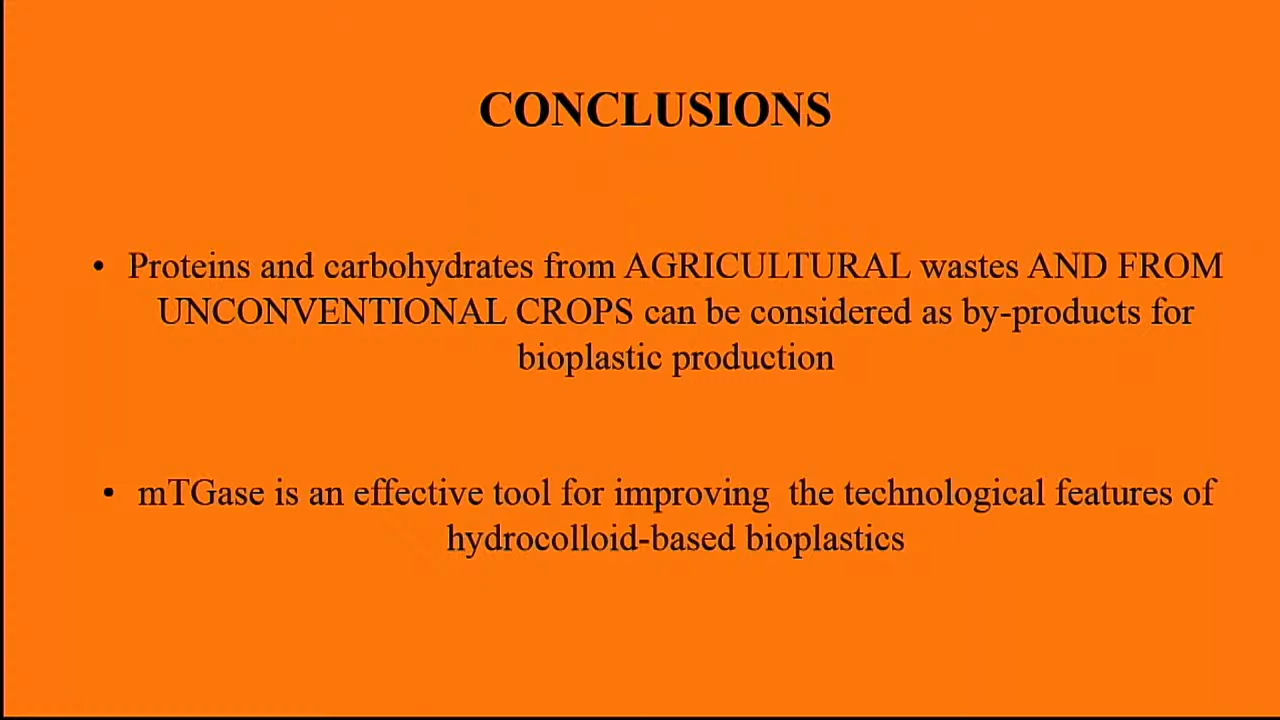 CONCLUSIONS
• Proteins and carbohydrates from AGRICULTURAL wastes AND FROM
UNCONVENTIONAL CROPS can be considered as by-products for
bioplastic production
• mTGase is an effective tool for improving  the technological features of
hydrocolloid-based bioplastics